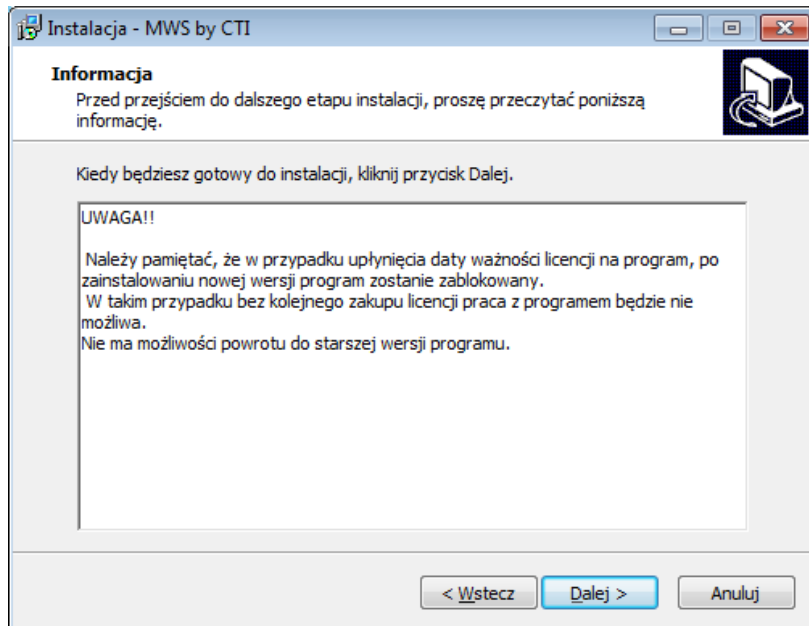 Instalacja - MWS by CTI
Informacja
Przed przejściem do dalszego etapu instalacji, proszę przeczytać poniższą
informację.
Kiedy będziesz gotowy do instalacji, kliknij przycisk Dalej.
UWAGA!!
Należy pamiętać, że w przypadku upłynięcia daty ważności licencji na program, po
zainstalowaniu nowej wersji program zostanie zablokowany.
W takim przypadku bez kolejnego zakupu licencji praca z programem będzie nie
możliwa.
Nie ma możliwości powrotu do starszej wersji programu.
< Wstecz Dalej > Anuluj